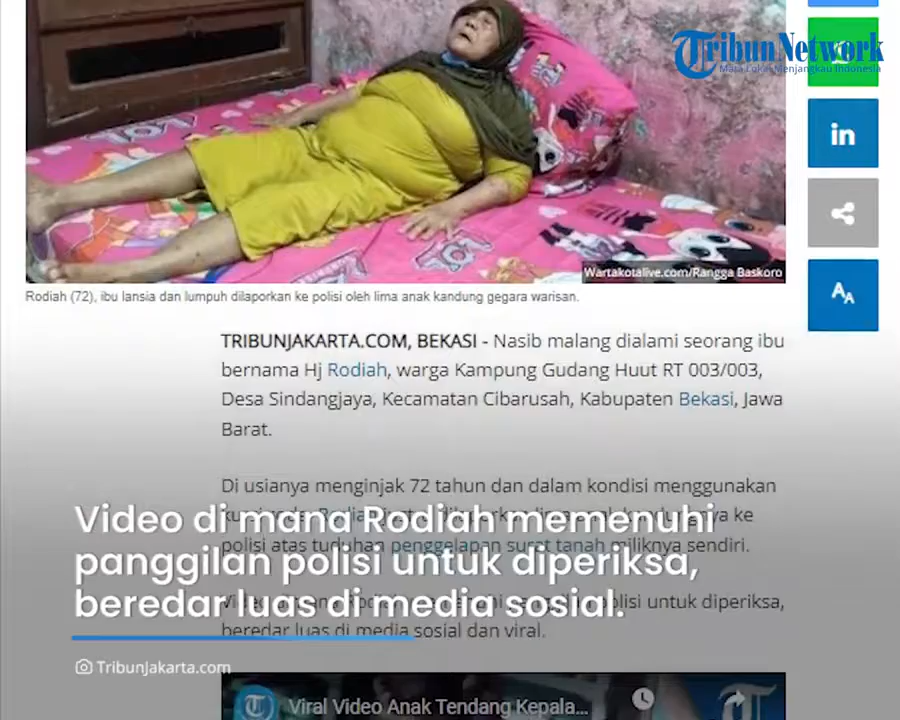 TribunNetwork
Mata Lokal Menjangkau Indonesia
in
Wartakotalive.com/Rangga Baskoro
AA
Rodiah (72), ibu lansia dan lumpuh dilaporkan ke polisi oleh lima anak kandung gegara warisan.
TRIBUNJAKARTA.COM, BEKASI - Nasib malang dialami seorang ibu
bernama Hj Rodiah, warga Kampung Gudang Huut RT 003/003,
Desa Sindangjaya, Kecamatan Cibarusah, Kabupaten Bekasi, Jawa
Barat.
Di usianya menginjak 72 tahun dan dalam kondisi menggunakan
ke
polisi atas tuduhan penggelapan surat tanah miliknya sendiri.
Video di mana Rodiah memenuhi
panggilan polisi untuk diperiksa,
beredar luas di media sosial.
polisi untuk diperiksa,
beredar luas di media sosial dan viral.
TribunJakarta.com
Viral Video Anak Tendang Kepala...